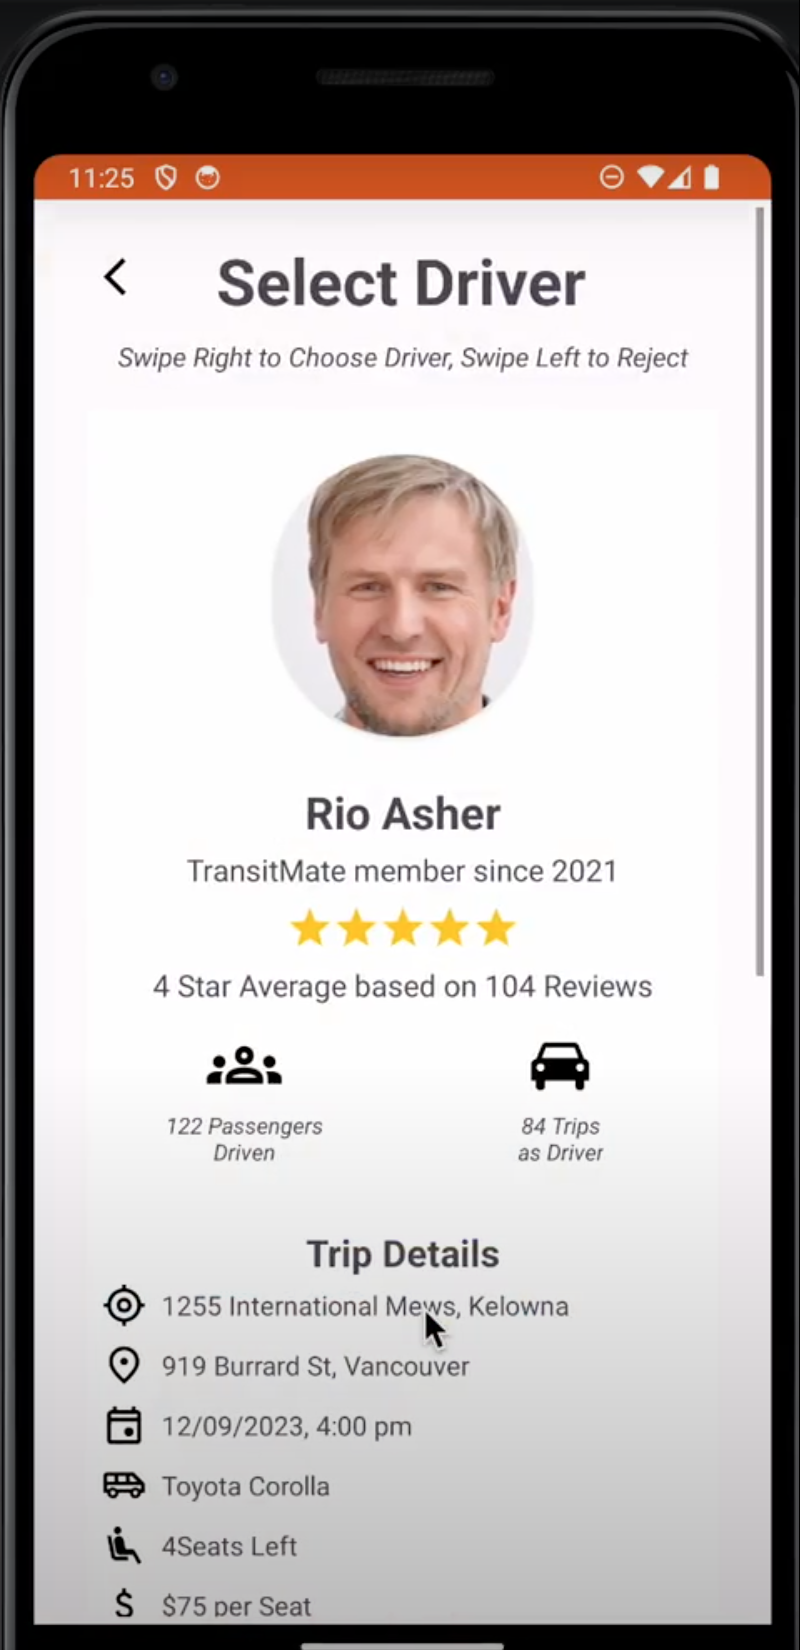 11:25
Select Driver
Swipe Right to Choose Driver, Swipe Left to Reject
Rio Asher
TransitMate member since 2021
4 Star Average based on 104 Reviews
122 Passengers
Driven
84 Trips
as Driver
Trip Details
1255 International Mews, Kelowna
919 Burrard St, Vancouver
12/09/2023, 4:00 pm
Toyota Corolla
4Seats Left
$ $75 per Seat